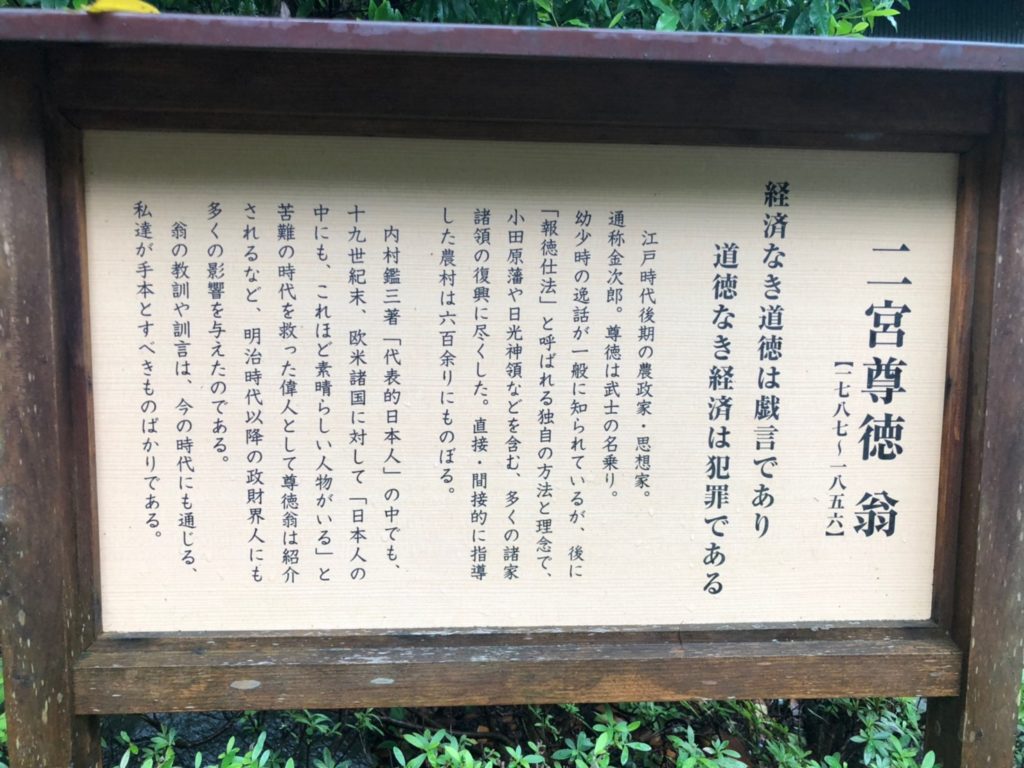 二宮尊徳 翁
【一七八七～一八五六】
経済なき道徳は戯言であり
道徳なき経済は犯罪である
江戸時代後期の農政家・思想家。
通称金次郎。尊徳は武士の名乗り。
幼少時の逸話が一般に知られているが、後に
「報徳仕法」と呼ばれる独自の方法と理念で、
小田原藩や日光神領などを含む、多くの諸家
諸領の復興に尽くした。直接・間接的に指導
した農村は六百余りにものぼる。
内村鑑三著「代表的日本人」の中でも、
十九世紀末、欧米諸国に対して「日本人の
中にも、これほど素晴らしい人物がいる」と
苦難の時代を救った偉人として尊徳翁は紹介
されるなど、明治時代以降の政財界人にも
多くの影響を与えたのである。
翁の教訓や訓言は、今の時代にも通じる、
私達が手本とすべきものばかりである。